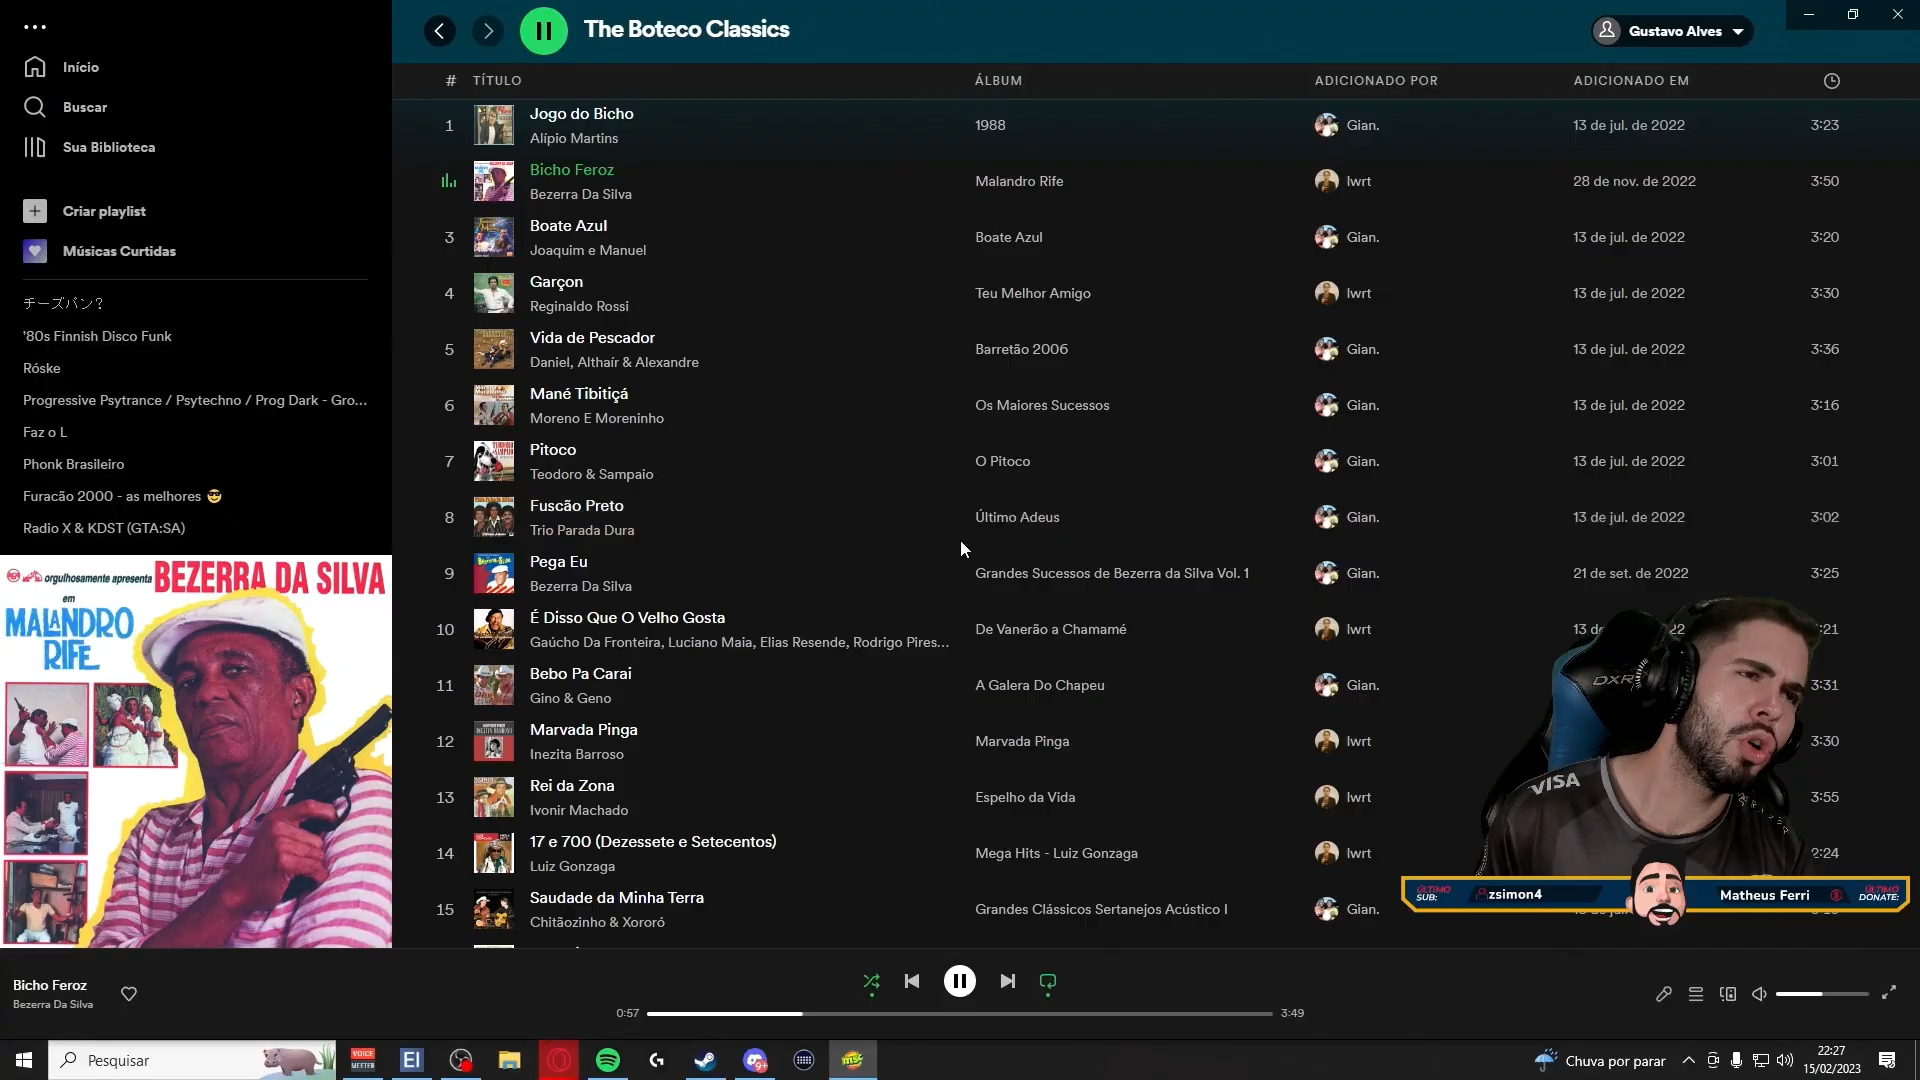 The Boteco Classics
Gustavo Alves
Início
Buscar
Sua Biblioteca
Criar playlist
Músicas Curtidas
チーズパン？
'80s Finnish Disco Funk
Róske
Progressive Psytrance / Psytechno / Prog Dark - Gro...
Faz o L
Phonk Brasileiro
Furacão 2000 - as melhores 😎
Radio X & KDST (GTA:SA)
orgulhosamente apresenta BEZERRA DA SILVA
em
MALANDRO
RIFE
# TÍTULO ÁLBUM ADICIONADO POR ADICIONADO EM
1 Jogo do Bicho 1988 Gian. 13 de jul. de 2022 3:23
Alípio Martins
Bicho Feroz Malandro Rife lwrt 28 de nov. de 2022 3:50
Bezerra Da Silva
3 Boate Azul Boate Azul Gian. 13 de jul. de 2022 3:20
Joaquim e Manuel
4 Garçon Teu Melhor Amigo lwrt 13 de jul. de 2022 3:30
Reginaldo Rossi
5 Vida de Pescador Barretão 2006 Gian. 13 de jul. de 2022 3:36
Daniel, Althaír & Alexandre
6 Mané Tibitiçá Os Maiores Sucessos Gian. 13 de jul. de 2022 3:16
Moreno E Moreninho
7 Pitoco O Pitoco Gian. 13 de jul. de 2022 3:01
Teodoro & Sampaio
8 Fuscão Preto Último Adeus Gian. 13 de jul. de 2022 3:02
Trio Parada Dura
9 Pega Eu Grandes Sucessos de Bezerra da Silva Vol. 1 Gian. 21 de set. de 2022 3:25
Bezerra Da Silva
10 É Disso Que O Velho Gosta De Vanerão a Chamamé lwrt 13 de 22 :21
Gaúcho Da Fronteira, Luciano Maia, Elias Resende, Rodrigo Pires...
11 Bebo Pa Carai A Galera Do Chapeu Gian. 3:31
Gino & Geno
12 Marvada Pinga Marvada Pinga lwrt 3:30
Inezita Barroso
13 Rei da Zona Espelho da Vida lwrt 3:55
Ivonir Machado
14 17 e 700 (Dezessete e Setecentos) Mega Hits - Luiz Gonzaga lwrt 2:24
Luiz Gonzaga
15 Saudade da Minha Terra Grandes Clássicos Sertanejos Acústico I Gian.
Chitãozinho & Xororó
DXR
VISA
ÚLTIMO SUB: zsimon4 Matheus Ferri ÚLTIMO DONATE:
Bicho Feroz
Bezerra Da Silva
0:57 3:49
Pesquisar
VOICE
MEETER
EI
9+
Chuva por parar
22:27
15/02/2023